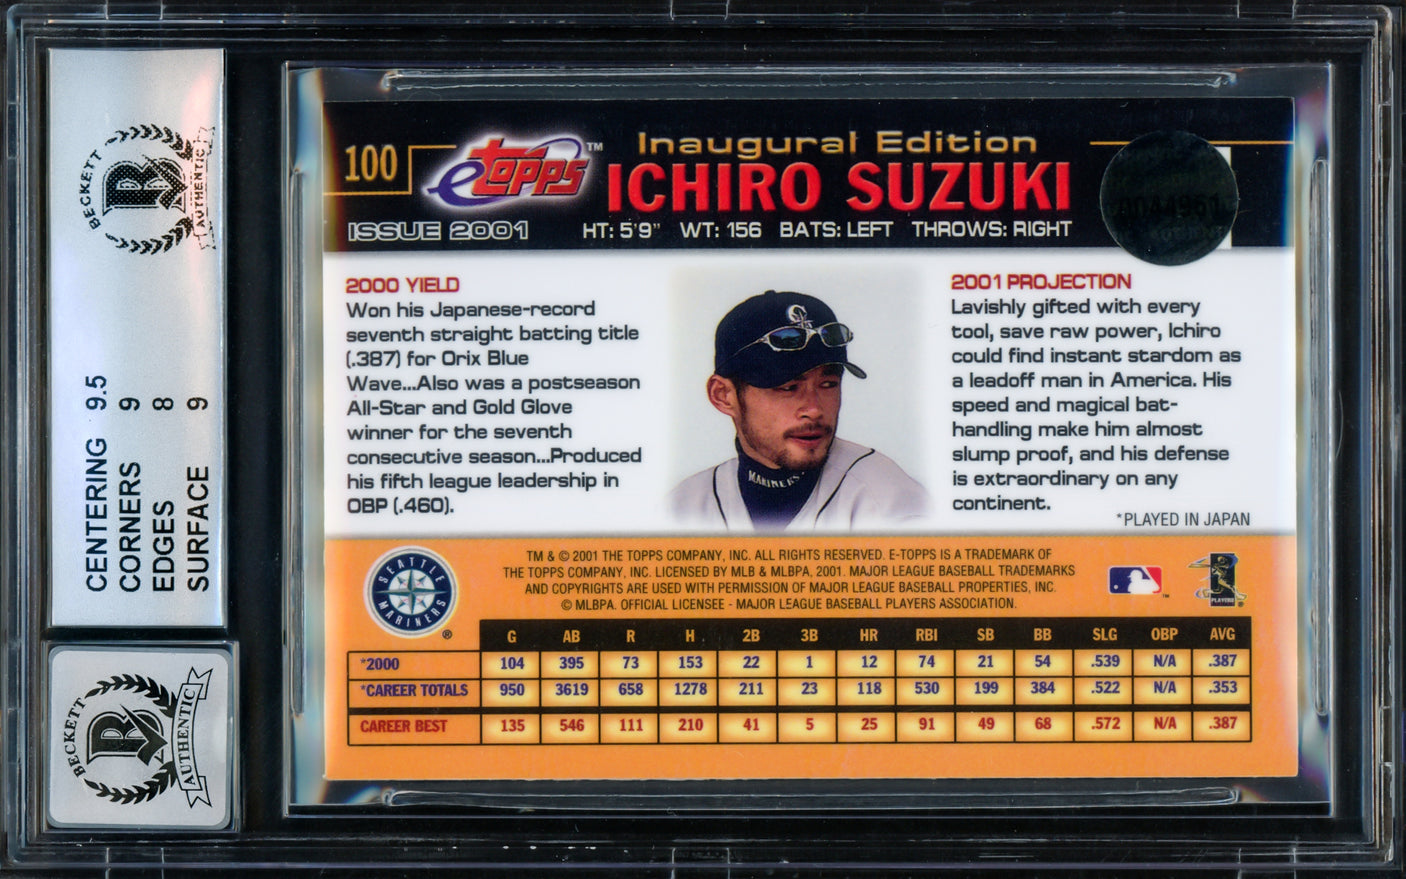 BECKETT
AUTHENTIC
CENTERING 9.5
CORNERS 9
EDGES 8
SURFACE 9
BECKETT
AUTHENTIC
100
eTOPPS™
Inaugural Edition
ICHIRO SUZUKI
ISSUE 2001
HT: 5'9" WT: 156 BATS: LEFT THROWS: RIGHT
2000 YIELD
Won his Japanese-record
seventh straight batting title
(.387) for Orix Blue
Wave...Also was a postseason
All-Star and Gold Glove
winner for the seventh
consecutive season...Produced
his fifth league leadership in
OBP (.460).
MARINERS
2001 PROJECTION
Lavishly gifted with every
tool, save raw power, Ichiro
could find instant stardom as
a leadoff man in America. His
speed and magical bat-
handling make him almost
slump proof, and his defense
is extraordinary on any
continent.
*PLAYED IN JAPAN
SEATTLE
MARINERS
®
TM & © 2001 THE TOPPS COMPANY, INC. ALL RIGHTS RESERVED. E-TOPPS IS A TRADEMARK OF
THE TOPPS COMPANY, INC. LICENSED BY MLB & MLBPA, 2001. MAJOR LEAGUE BASEBALL TRADEMARKS
AND COPYRIGHTS ARE USED WITH PERMISSION OF MAJOR LEAGUE BASEBALL PROPERTIES, INC.
© MLBPA. OFFICIAL LICENSEE - MAJOR LEAGUE BASEBALL PLAYERS ASSOCIATION.
PLAYERS
G AB R H 2B 3B HR RBI SB BB SLG OBP AVG
*2000 104 395 73 153 22 1 12 74 21 54 .539 N/A .387
*CAREER TOTALS 950 3619 658 1278 211 23 118 530 199 384 .522 N/A .353
CAREER BEST 135 546 111 210 41 5 25 91 49 68 .572 N/A .387